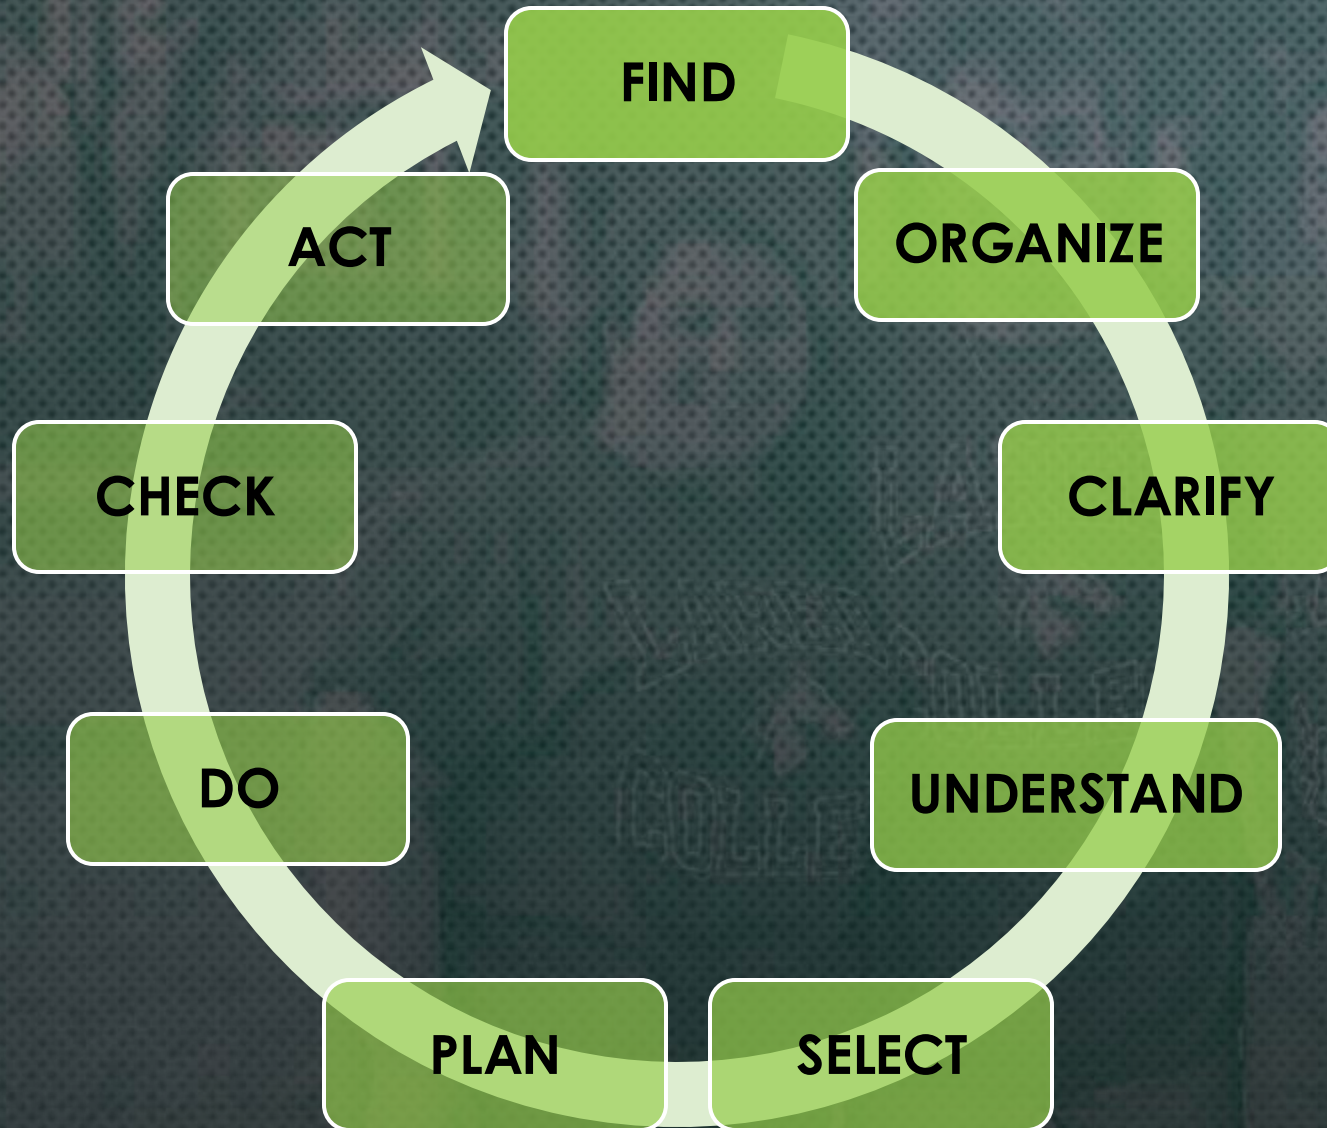 FIND
ORGANIZE
CLARIFY
UNDERSTAND
SELECT
PLAN
DO
CHECK
ACT